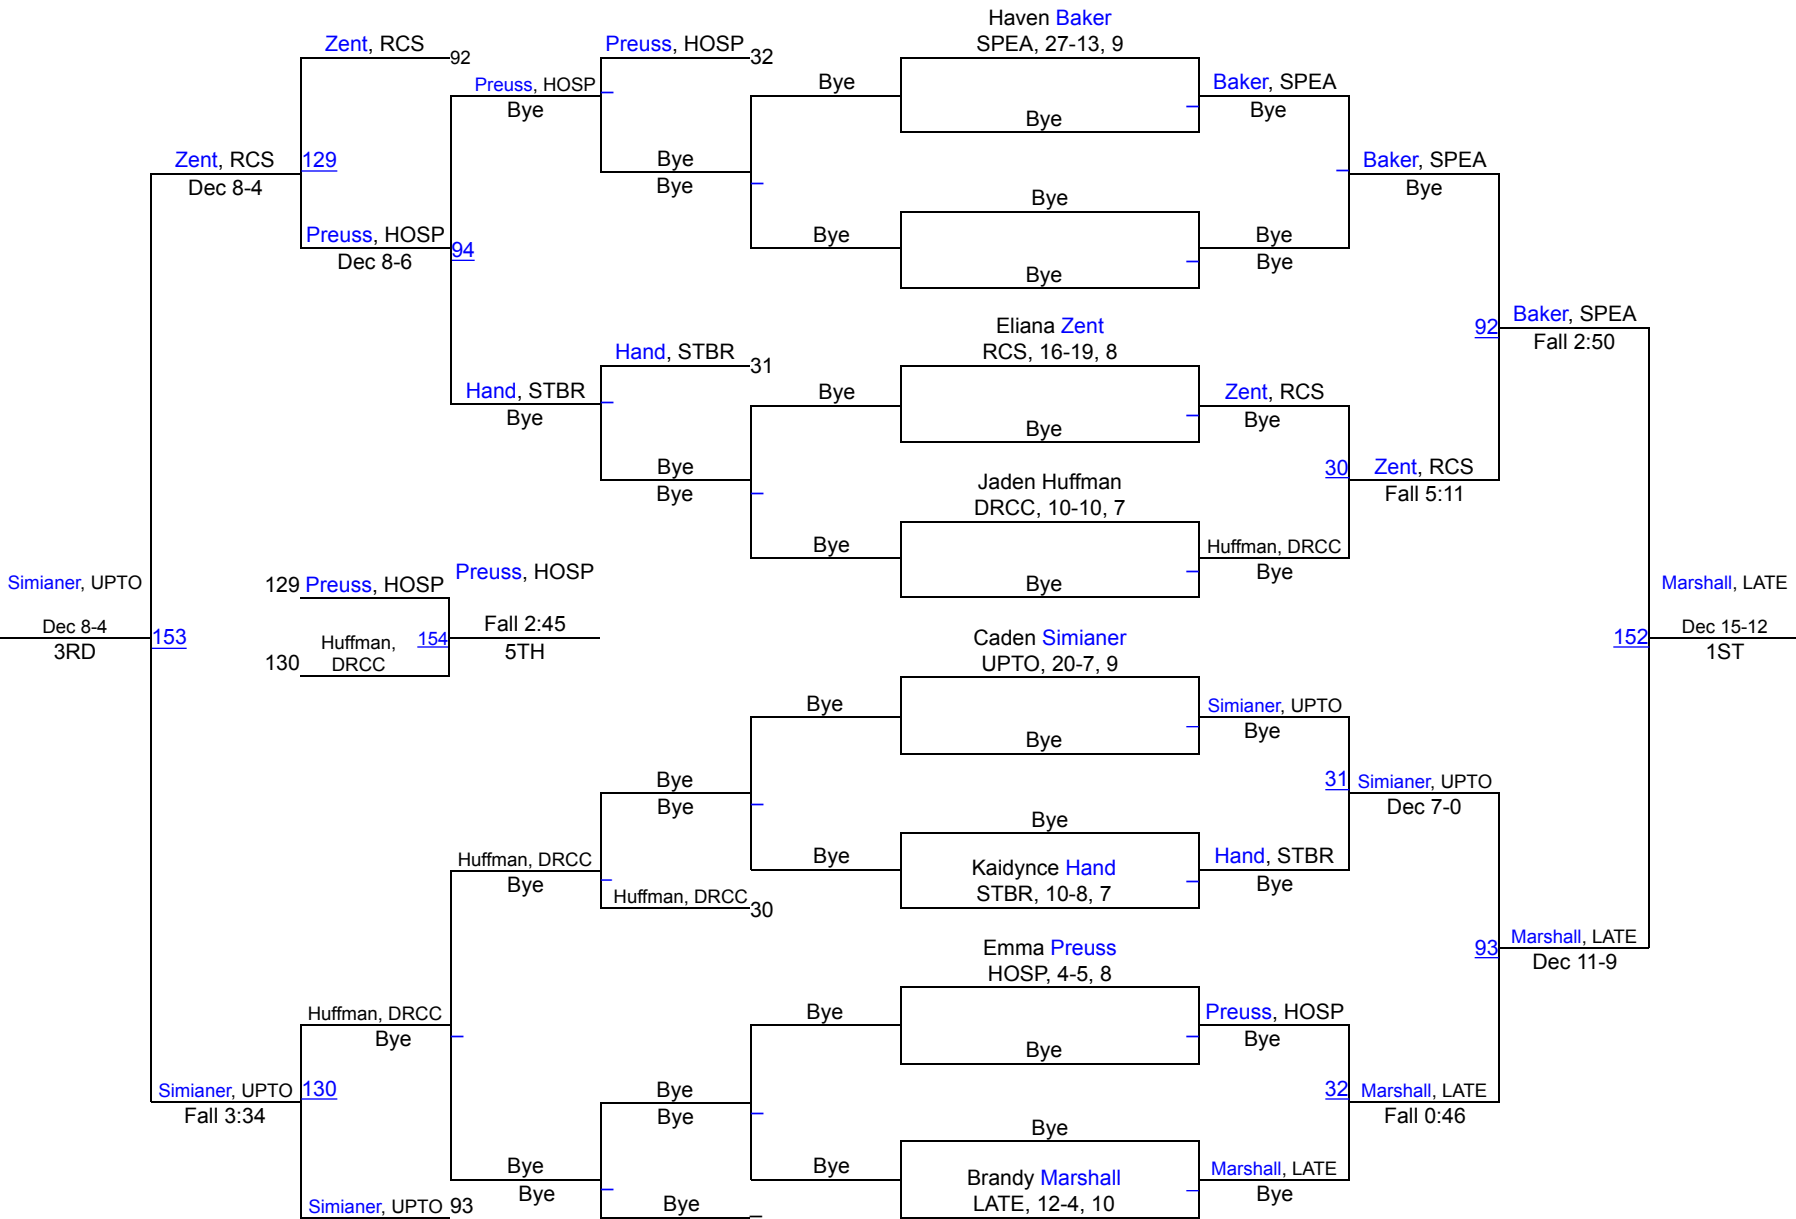 Haven Baker
SPEA, 27-13, 9
Zent, RCS
92
Preuss, HOSP
32
Bye
Baker, SPEA
Preuss, HOSP
Bye
Bye
Bye
Zent, RCS
129
Bye
Baker, SPEA
Dec 8-4
Bye
Bye
Bye
Preuss, HOSP
94
Bye
Bye
Dec 8-6
Bye
Bye
Baker, SPEA
Eliana Zent
92
Fall 2:50
Hand, STBR
31
RCS, 16-19, 8
Hand, STBR
Bye
Zent, RCS
Bye
Bye
Bye
Bye
30
Zent, RCS
Bye
Jaden Huffman
Fall 5:11
DRCC, 10-10, 7
Bye
Huffman, DRCC
Bye
Bye
Simianer, UPTO
129
Preuss, HOSP
Preuss, HOSP
Marshall, LATE
Dec 8-4
153
Huffman,
DRCC
154
Fall 2:45
152
Dec 15-12
3RD
130
5TH
1ST
Caden Simianer
UPTO, 20-7, 9
Bye
Simianer, UPTO
Bye
Bye
Bye
31
Simianer, UPTO
Bye
Dec 7-0
Bye
Huffman, DRCC
Bye
Kaidynce Hand
Hand, STBR
Bye
STBR, 10-8, 7
Bye
Huffman, DRCC
30
Emma Preuss
93
Marshall, LATE
HOSP, 4-5, 8
Dec 11-9
Huffman, DRCC
Bye
Preuss, HOSP
Bye
Bye
Bye
Simianer, UPTO
130
Bye
32
Marshall, LATE
Fall 3:34
Bye
Fall 0:46
Bye
Bye
Bye
Brandy Marshall
Marshall, LATE
Bye
LATE, 12-4, 10
Bye
Simianer, UPTO
93
Bye